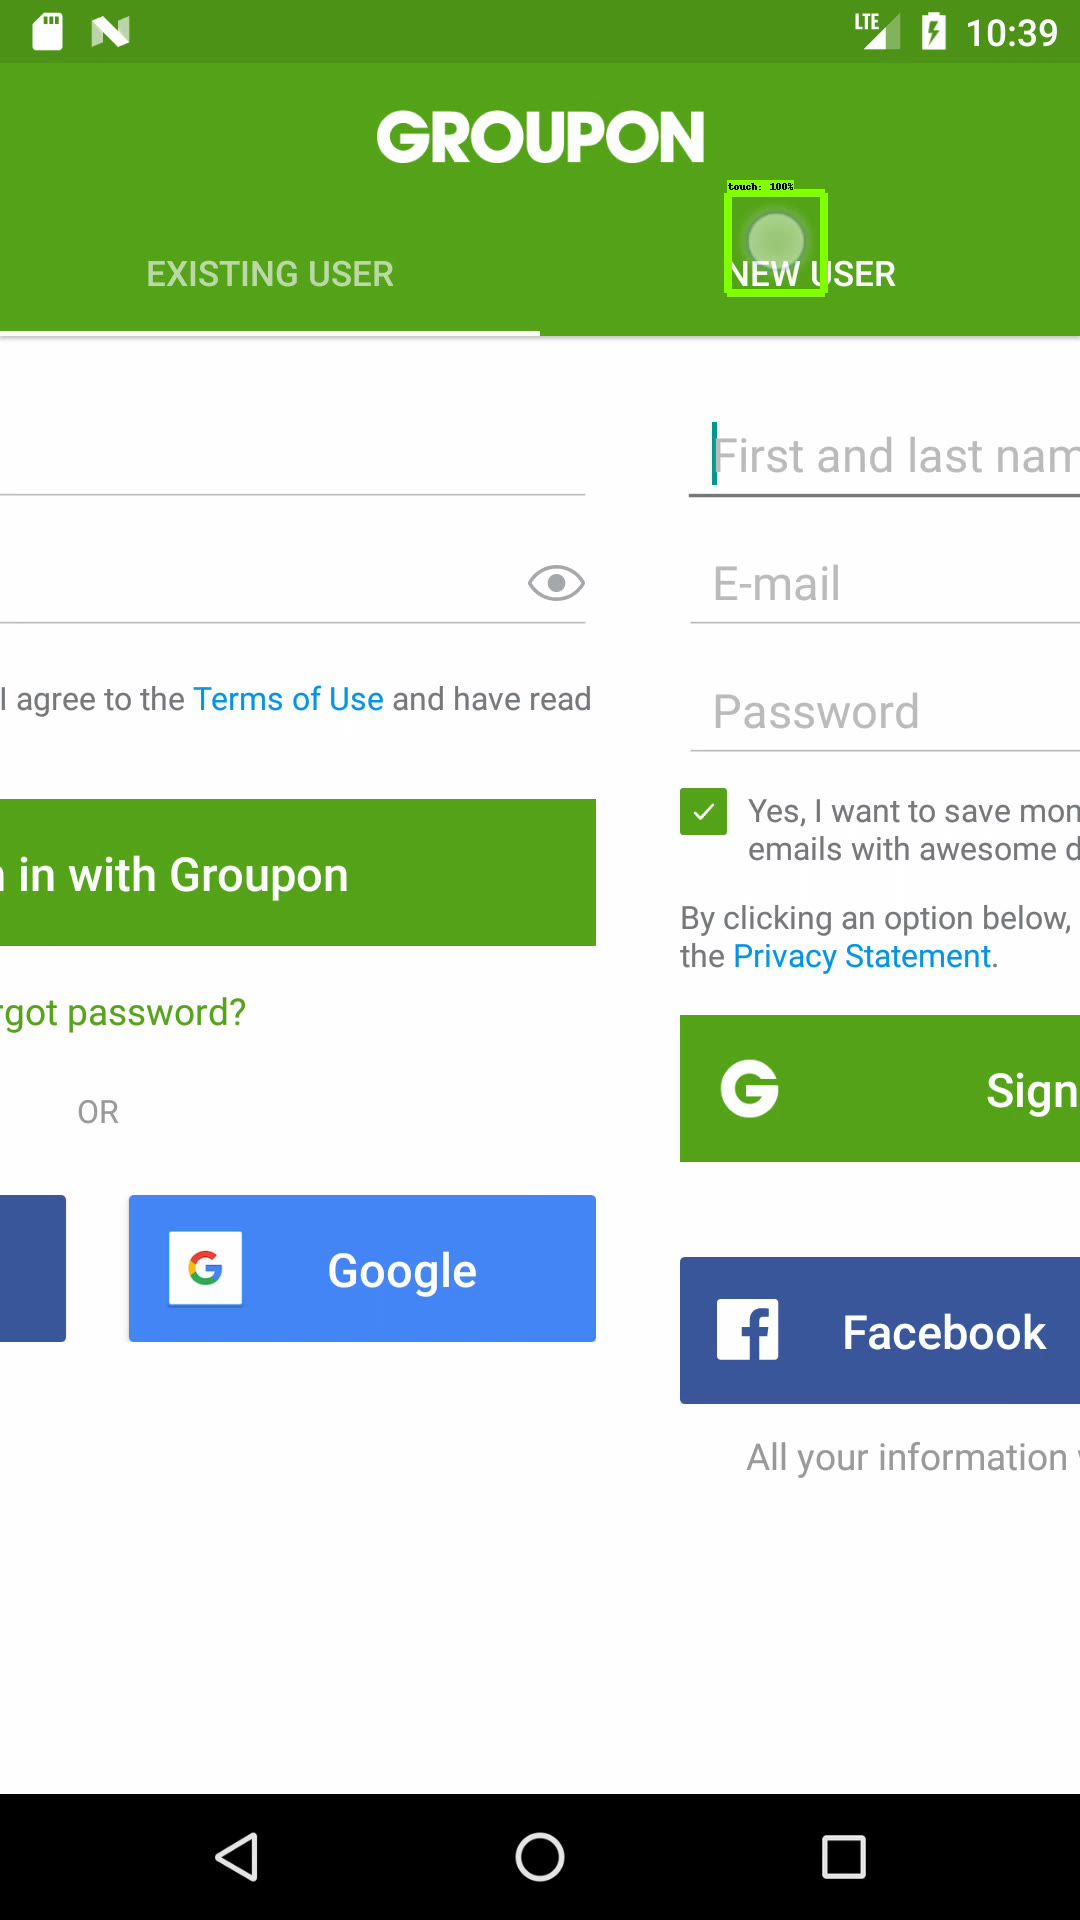 LTE 10:39
GROUPON
touch: 100%
EXISTING USER
NEW USER
First and last nam
E-mail
I agree to the Terms of Use and have read
Password
Yes, I want to save mon
emails with awesome d
n in with Groupon
By clicking an option below,
the Privacy Statement.
rgot password?
Sign
OR
Google
Facebook
All your information